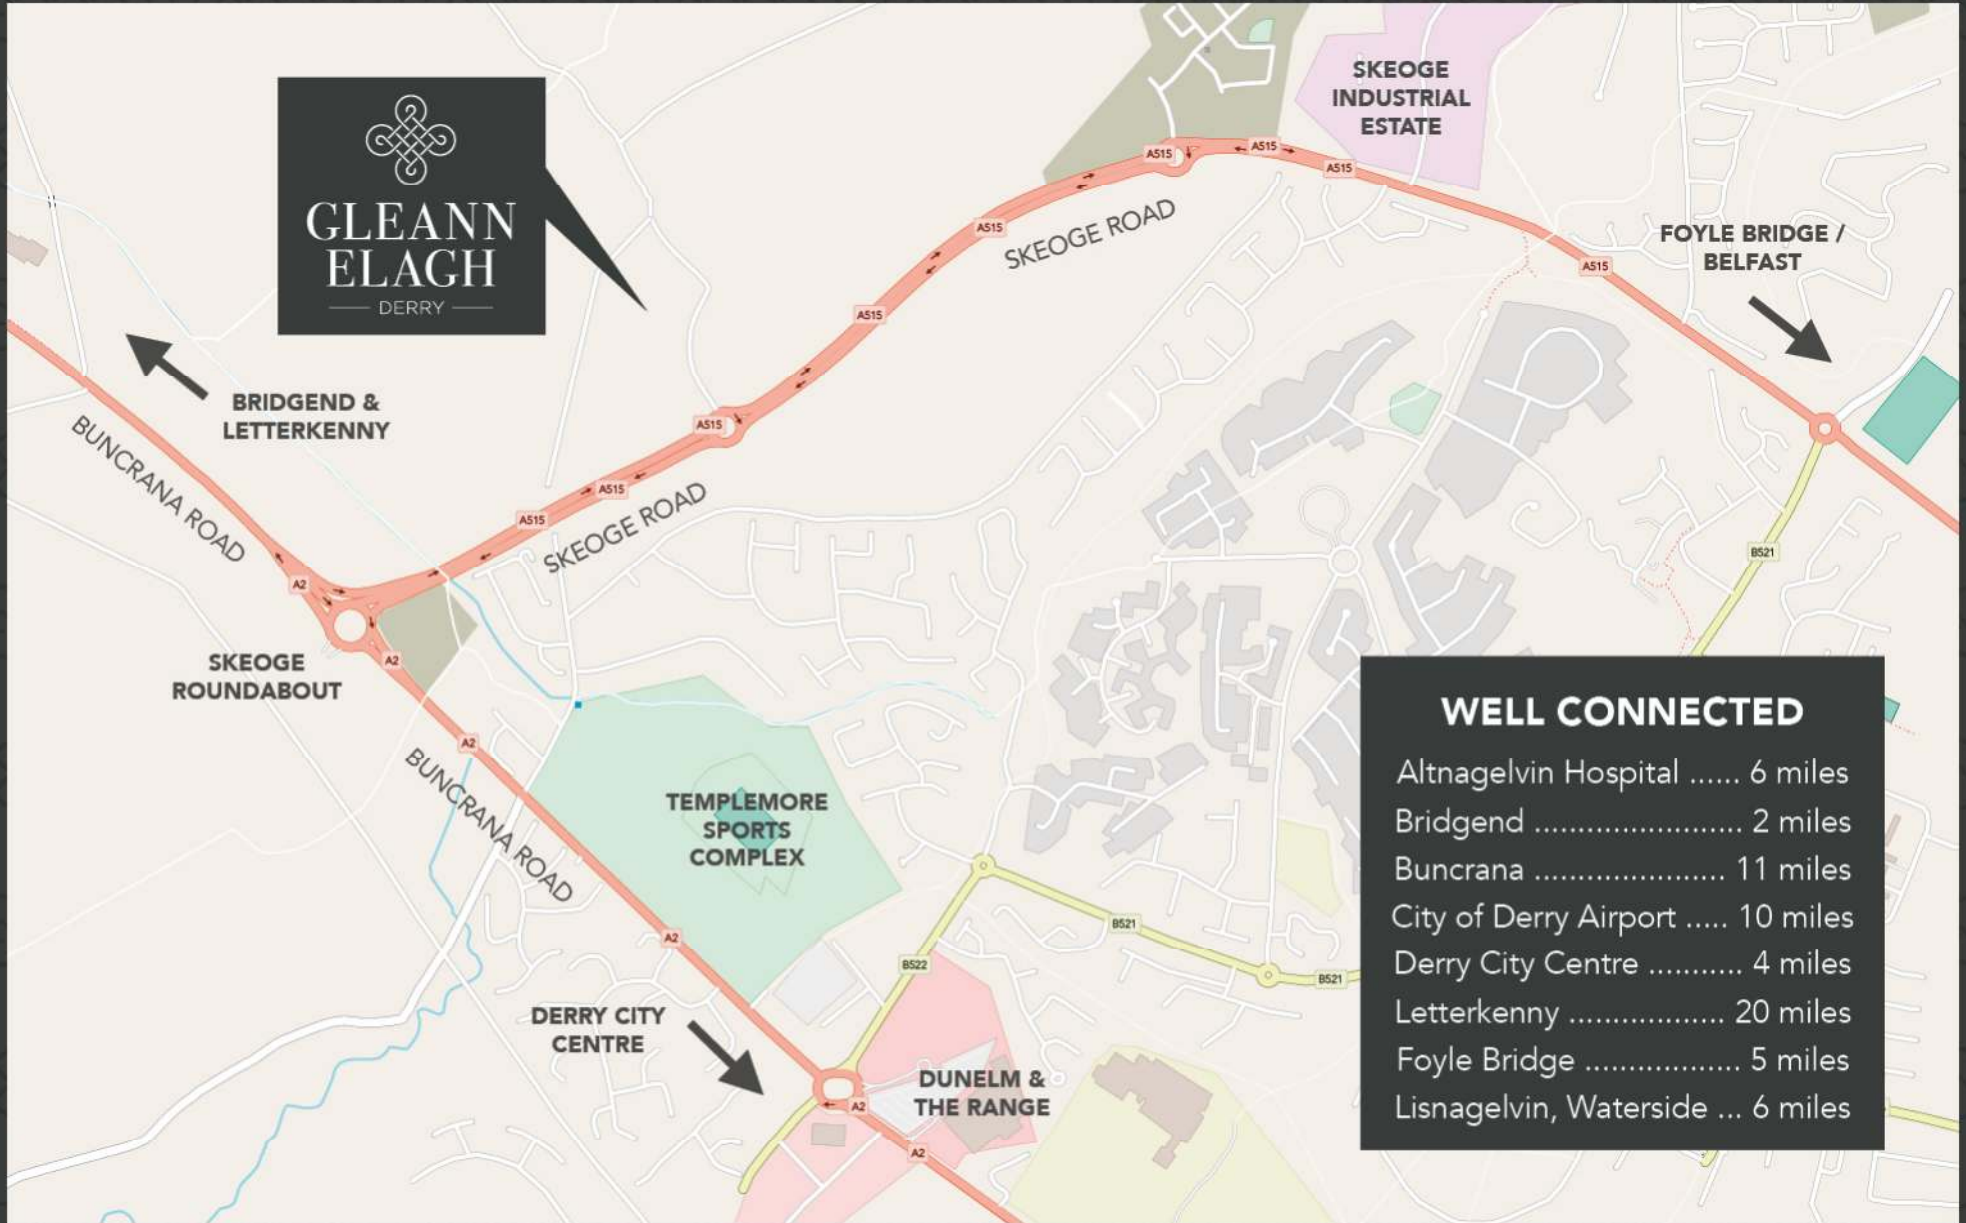 SKEOGE
INDUSTRIAL
ESTATE
GLEANN
ELAGH
DERRY
A515
A515
A515
A515
SKEOGE ROAD
FOYLE BRIDGE /
BELFAST
A515
A515
BRIDGEND &
LETTERKENNY
BUNCRANA ROAD
A515
A515
A515
SKEOGE ROAD
B521
A2
A2
SKEOGE
ROUNDABOUT
A2
BUNCRANA ROAD
TEMPLEMORE
SPORTS
COMPLEX
A2
B522
B521
B521
DERRY CITY
CENTRE
DUNELM &
THE RANGE
A2
A2
WELL CONNECTED
Altnagelvin Hospital ...... 6 miles
Bridgend ....................... 2 miles
Buncrana ..................... 11 miles
City of Derry Airport ..... 10 miles
Derry City Centre ........... 4 miles
Letterkenny .................. 20 miles
Foyle Bridge ................. 5 miles
Lisnagelvin, Waterside ... 6 miles